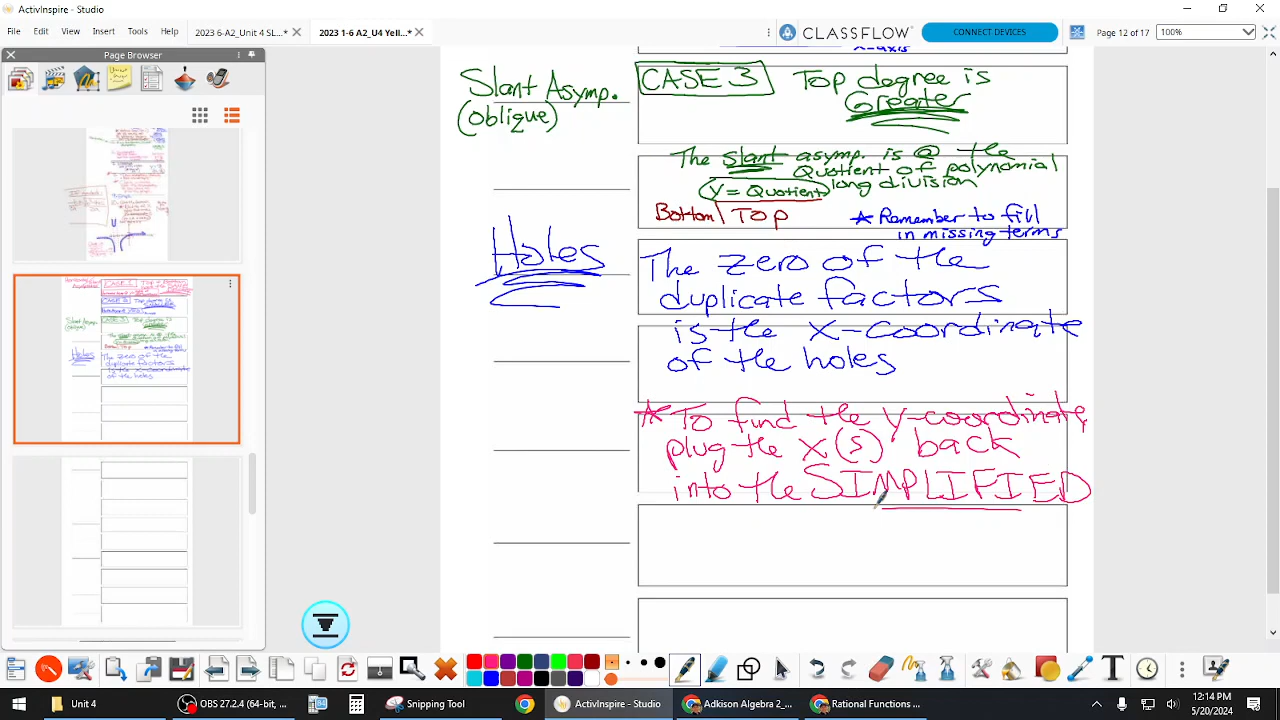 ActivInspire - Studio
2023 6-A2_Unit 4 SL...*
2023 1-6 A2_U4 Yell...*
CLASSFLOW
CONNECT DEVICES
Page 12 of 17
100%
File
Edit
View
Insert
Tools
Help
Page Browser
x-axis
Slant Asymp.
(oblique)
CASE 3
Top degree is
Greater
The slant asymp. is @ the
Quotient of polynomial
y = Quotient
long division
Bottom Top
* Remember to fill
in missing terms
Holes
The zero of the
duplicate factors
is the x-coordinate
of the holes
* To find the y-coordinate,
plug the x(s) back
into the SIMPLIFIED
Unit 4
OBS 27.2.4 (64-bit, ...
Snipping Tool
ActivInspire - Studio
Adkison Algebra 2_...
Rational Functions ...
12:14 PM
5/20/2024